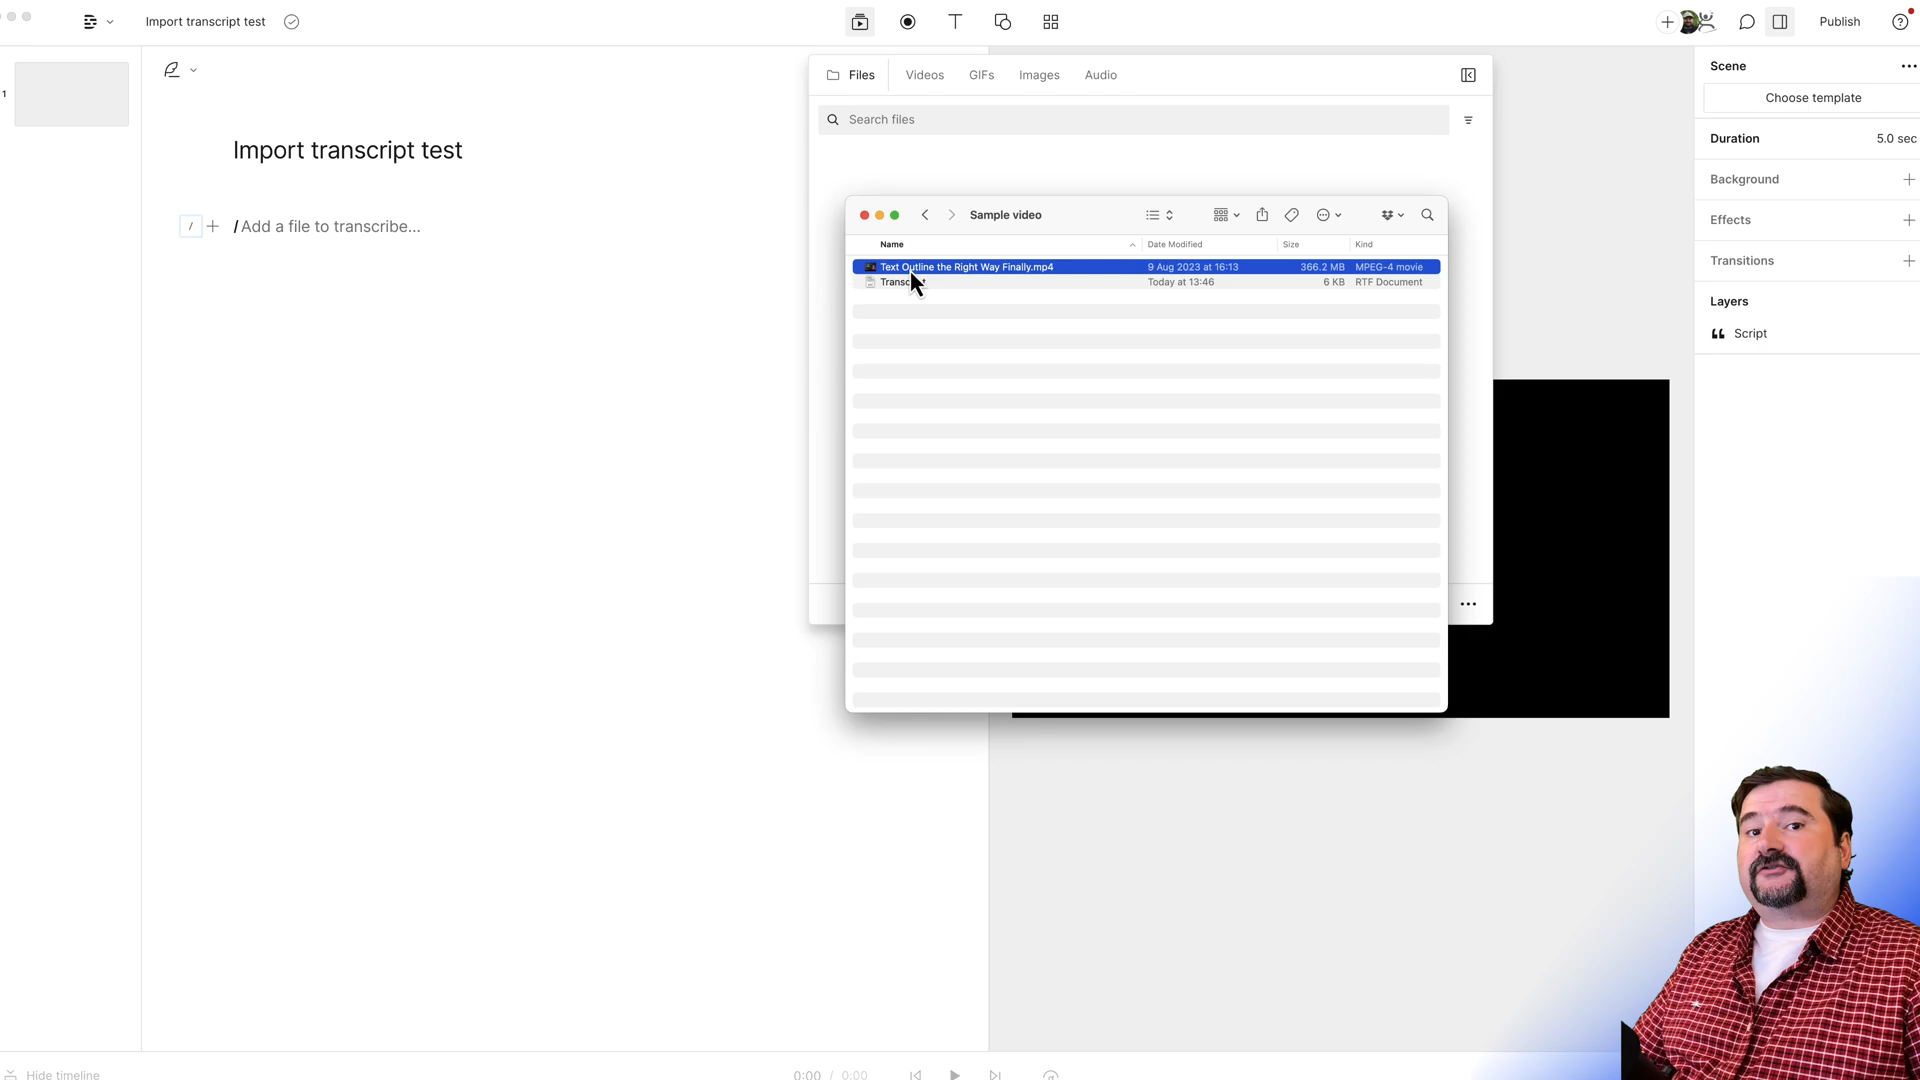 Import transcript test
Publish
1
Files
Videos
GIFs
Images
Audio
Search files
Import transcript test
/
/Add a file to transcribe...
Sample video
Name
Date Modified
Size
Kind
Text Outline the Right Way Finally.mp4
9 Aug 2023 at 16:13
366.2 MB
MPEG-4 movie
Today at 13:46
6 KB
RTF Document
Scene
Choose template
Duration
5.0 sec
Background
Effects
Transitions
Layers
Script
Hide timeline
0:00 / 0:00